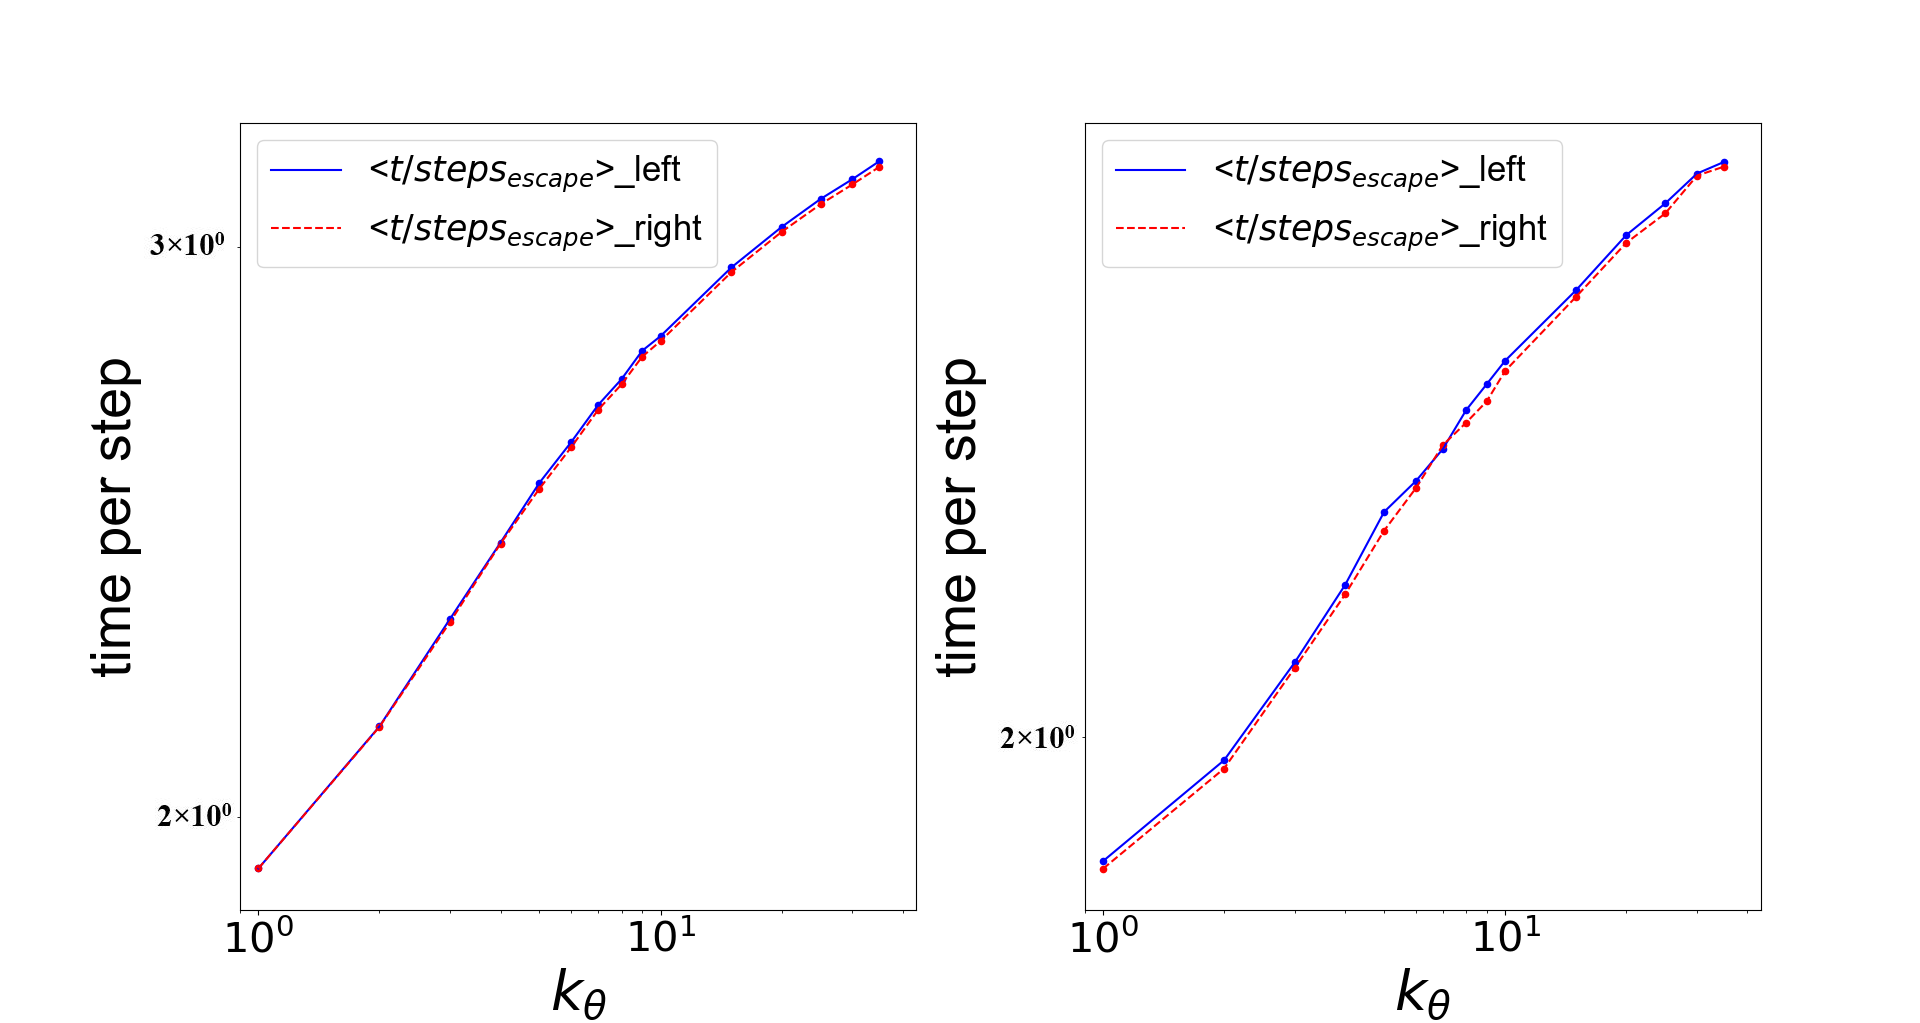 <t/steps_escape>_left
<t/steps_escape>_right
3×10⁰
2×10⁰
time per step
10⁰ 10¹
k_θ
<t/steps_escape>_left
<t/steps_escape>_right
2×10⁰
time per step
10⁰ 10¹
k_θ